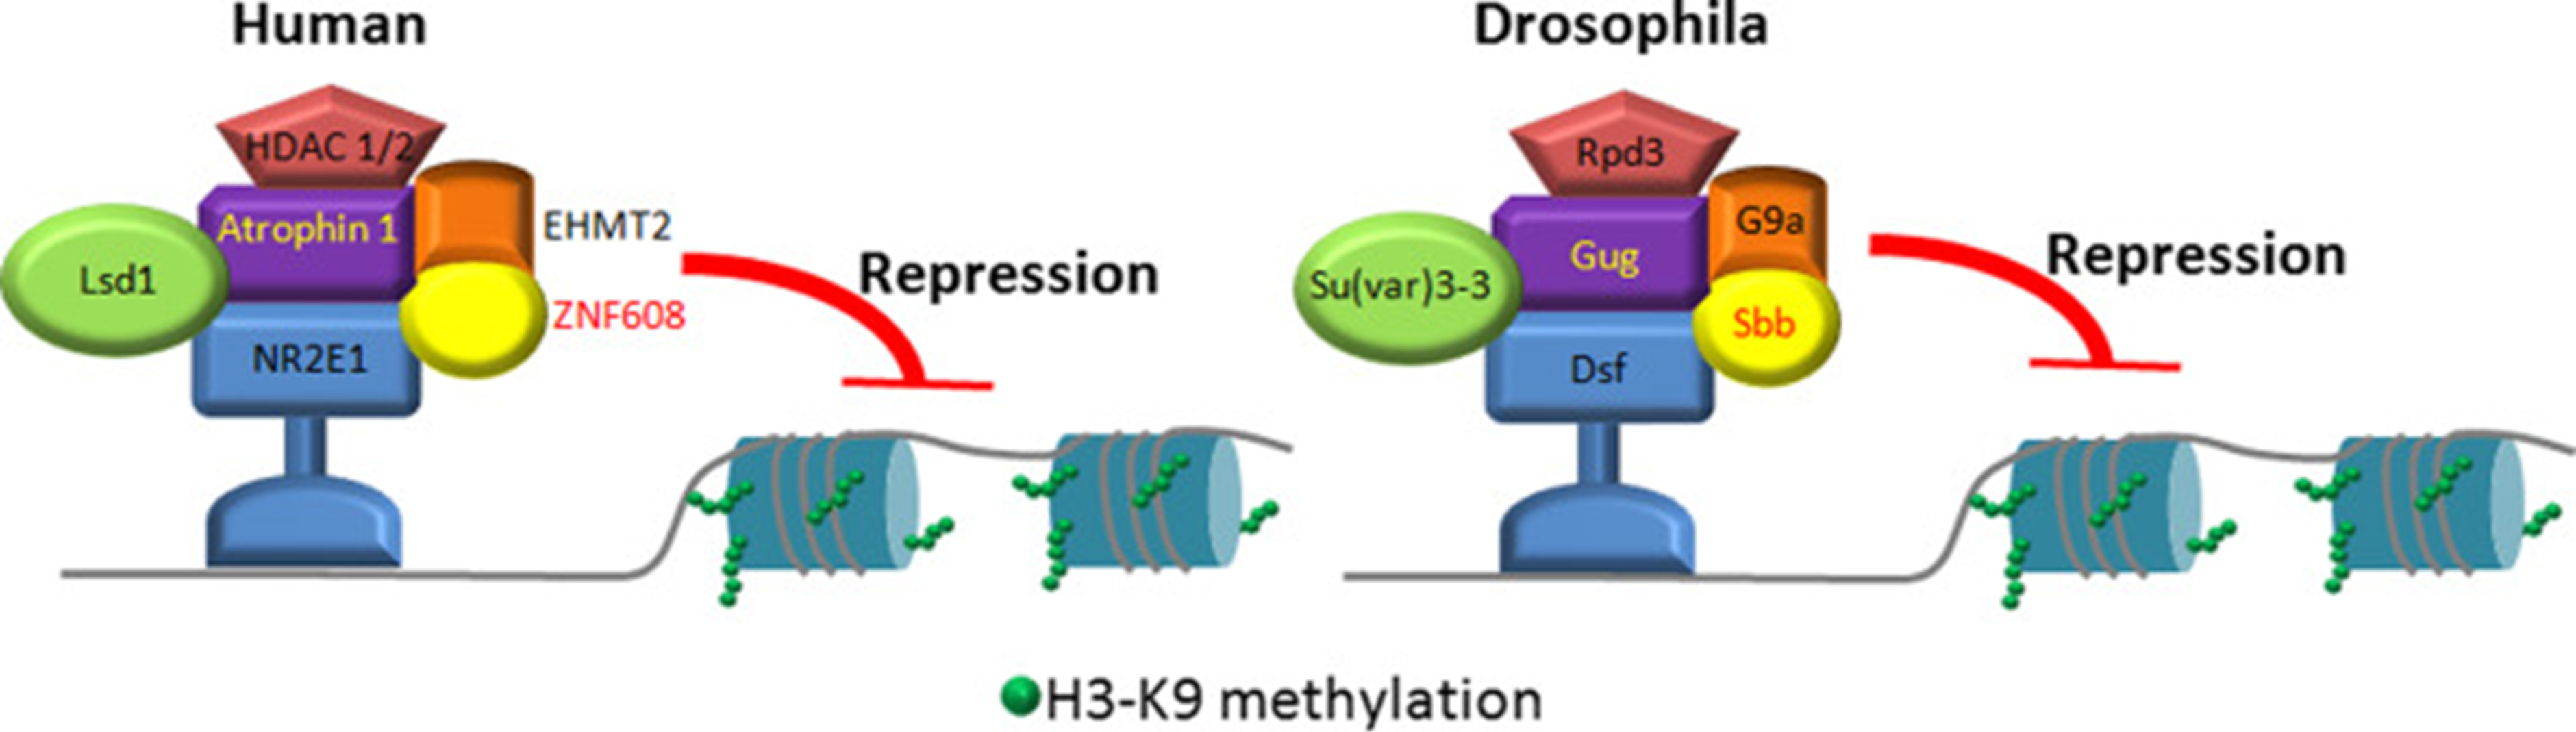 Human
HDAC 1/2
Atrophin 1
EHMT2
Lsd1
ZNF608
NR2E1
Repression
Drosophila
Rpd3
G9a
Gug
Su(var)3-3
Sbb
Dsf
Repression
H3-K9 methylation